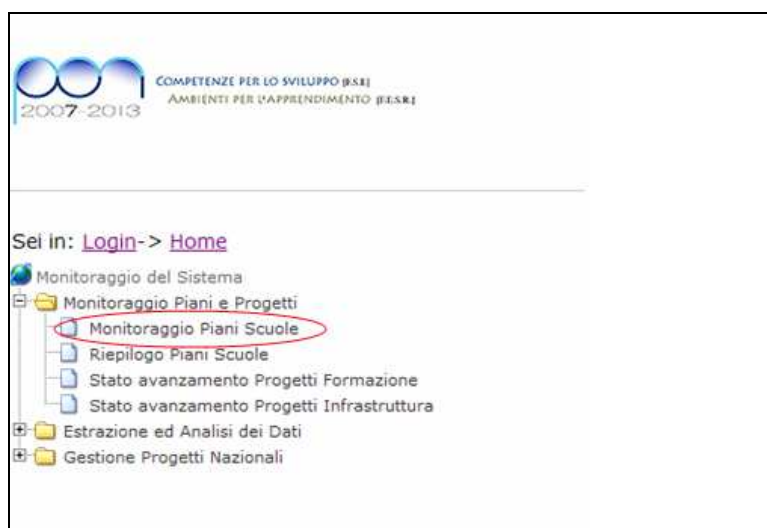 pon
2007-2013
COMPETENZE PER LO SVILUPPO (F.S.E)
AMBIENTI PER L'APPRENDIMENTO (F.E.S.R.)
Sei in: Login-> Home
Monitoraggio del Sistema
Monitoraggio Piani e Progetti
Monitoraggio Piani Scuole
Riepilogo Piani Scuole
Stato avanzamento Progetti Formazione
Stato avanzamento Progetti Infrastruttura
Estrazione ed Analisi dei Dati
Gestione Progetti Nazionali